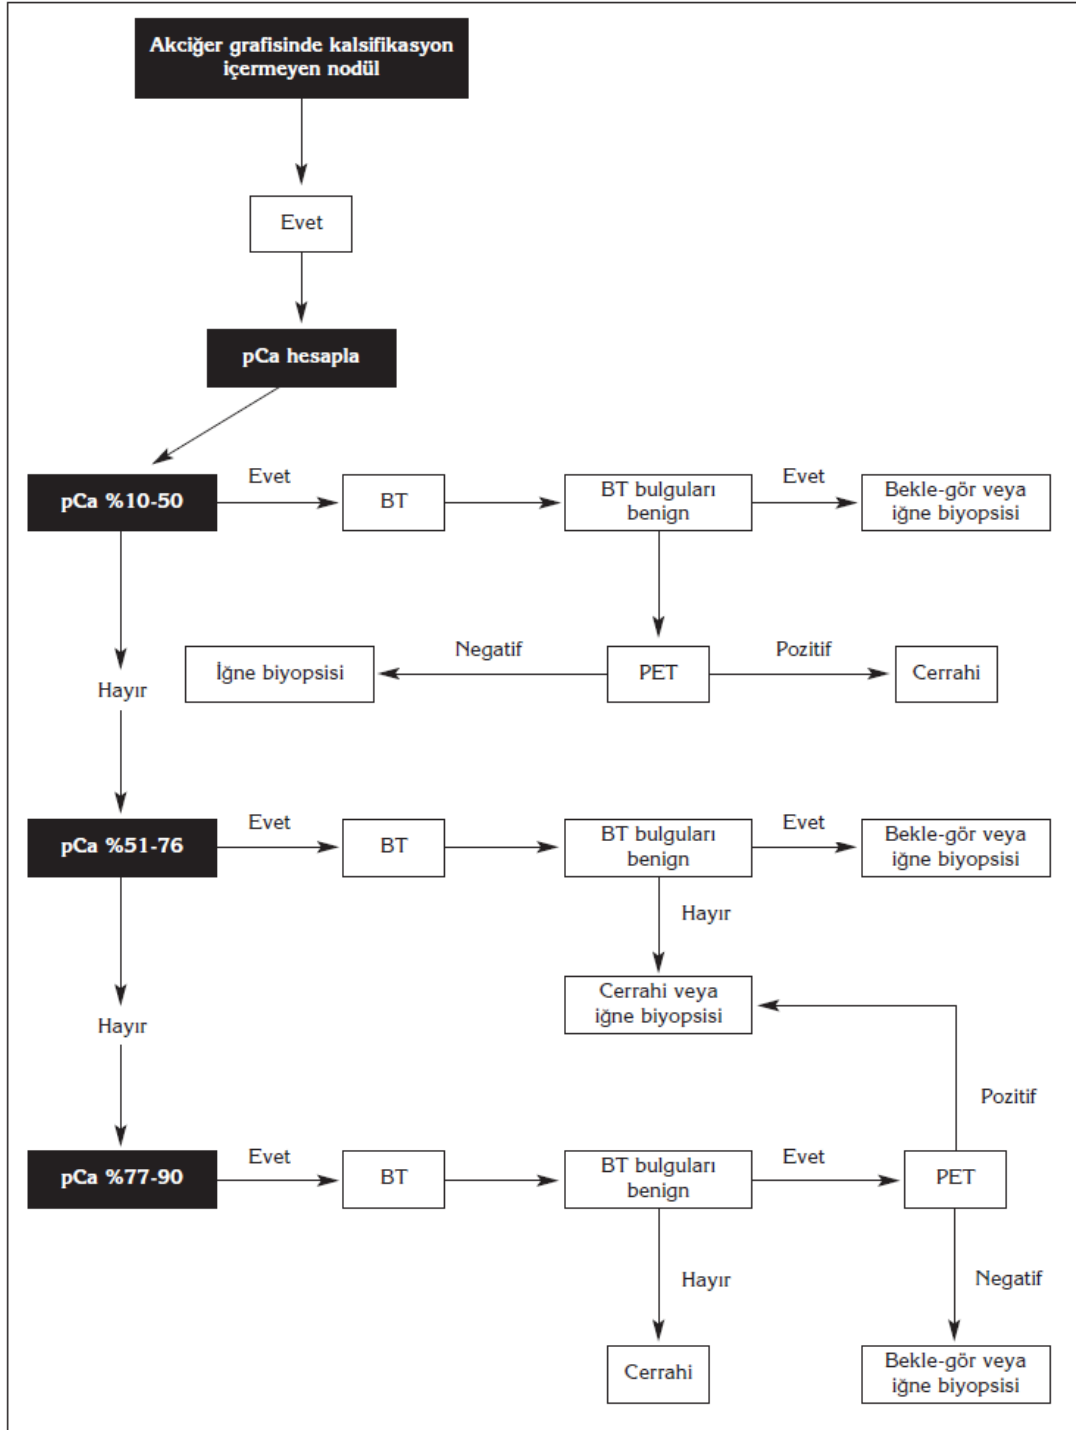 Akciğer grafisinde kalsifikasyon
içermeyen nodül
Evet
pCa hesapla
pCa %10-50
Evet
BT
BT bulguları
benign
Evet
Bekle-gör veya
iğne biyopsisi
Hayır
İğne biyopsisi
Negatif
PET
Pozitif
Cerrahi
pCa %51-76
Evet
BT
BT bulguları
benign
Evet
Bekle-gör veya
iğne biyopsisi
Hayır
Hayır
Cerrahi veya
iğne biyopsisi
Pozitif
pCa %77-90
Evet
BT
BT bulguları
benign
Evet
PET
Hayır
Negatif
Cerrahi
Bekle-gör veya
iğne biyopsisi